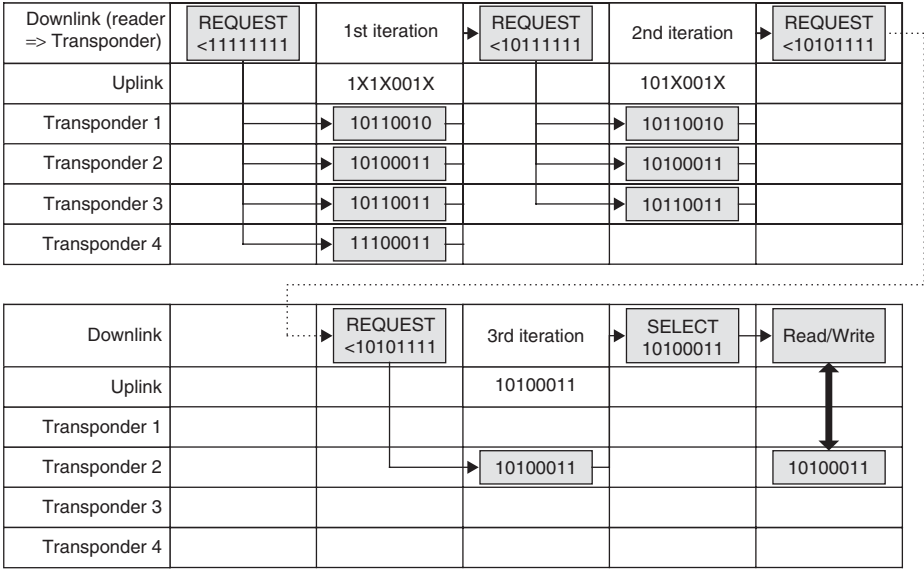 Downlink (reader
=> Transponder)
REQUEST
<11111111
1st iteration
REQUEST
<10111111
2nd iteration
REQUEST
<10101111
Uplink
1X1X001X
101X001X
Transponder 1
10110010
10110010
Transponder 2
10100011
10100011
Transponder 3
10110011
10110011
Transponder 4
11100011
Downlink
REQUEST
<10101111
3rd iteration
SELECT
10100011
Read/Write
Uplink
10100011
Transponder 1
Transponder 2
10100011
10100011
Transponder 3
Transponder 4